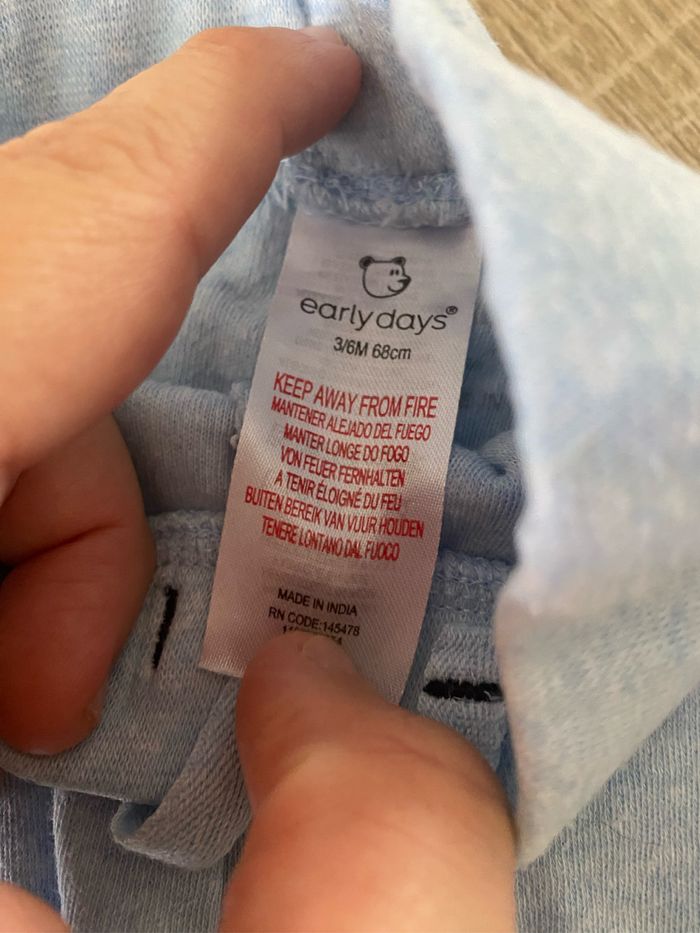 early days®
3/6M 68cm
KEEP AWAY FROM FIRE
MANTENER ALEJADO DEL FUEGO
MANTER LONGE DO FOGO
VON FEUER FERNHALTEN
A TENIR ÉLOIGNÉ DU FEU
BUITEN BEREIK VAN VUUR HOUDEN
TENERE LONTANO DAL FUOCO
MADE IN INDIA
RN CODE:145478